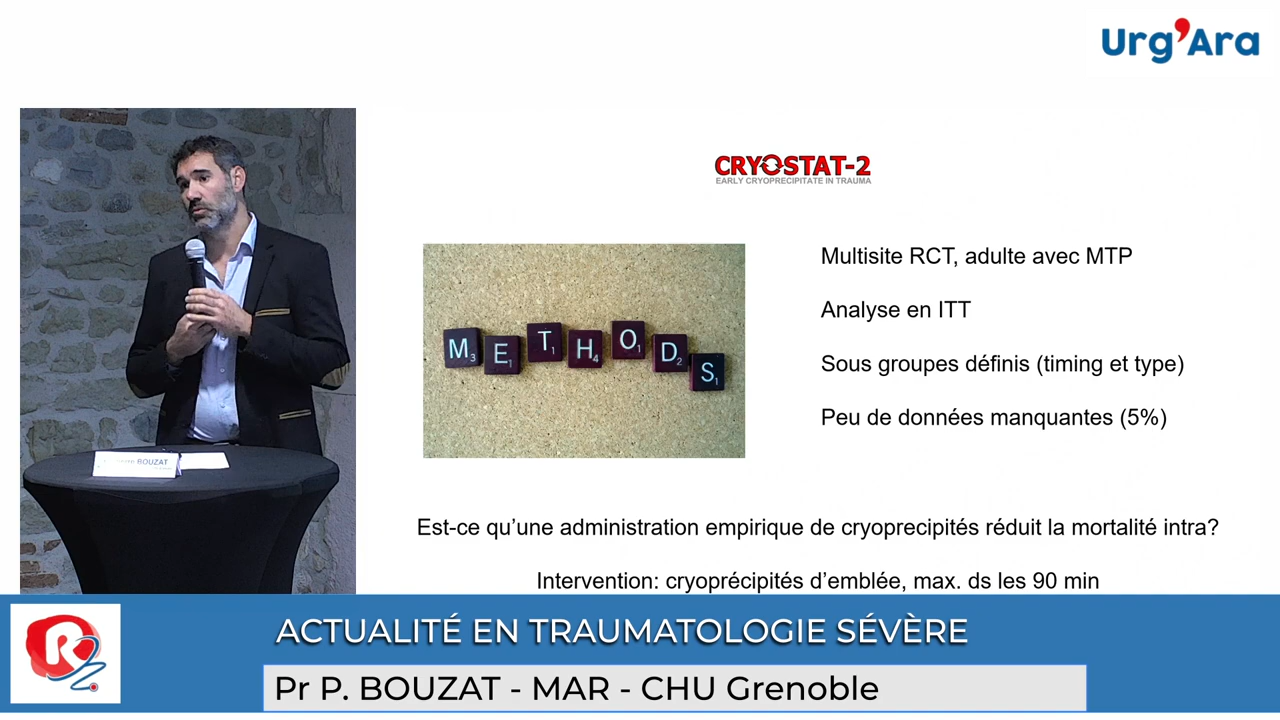 Urg'Ara
CRYOSTAT-2
EARLY CRYOPRECIPITATE IN TRAUMA
Multisite RCT, adulte avec MTP
METHODS
Analyse en ITT
Sous groupes définis (timing et type)
Peu de données manquantes (5%)
BOUZAT
Est-ce qu'une administration empirique de cryoprecipités réduit la mortalité intra?
Intervention: cryoprécipités d'emblée, max. ds les 90 min
R
ACTUALITÉ EN TRAUMATOLOGIE SÉVÈRE
Pr P. BOUZAT - MAR - CHU Grenoble